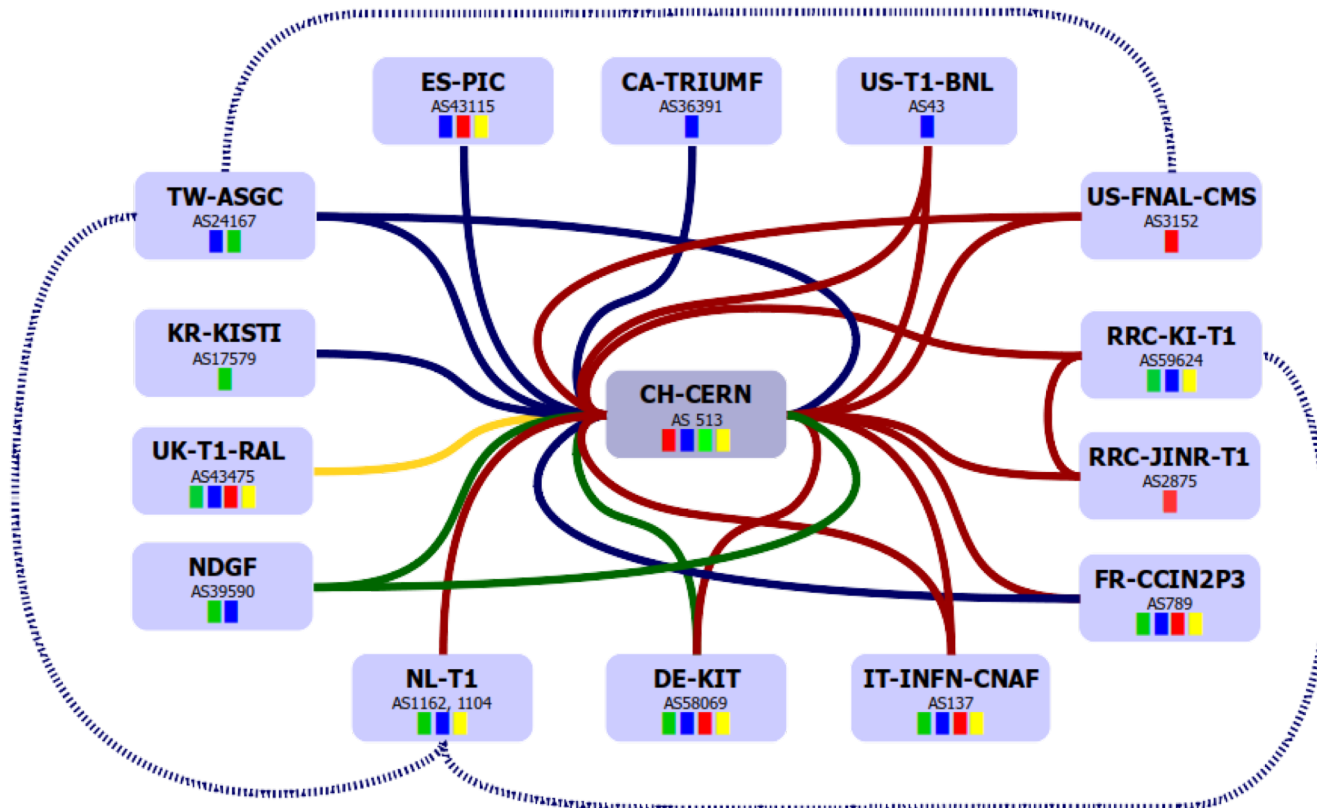 ES-PIC
AS43115
CA-TRIUMF
AS36391
US-T1-BNL
AS43
TW-ASGC
AS24167
US-FNAL-CMS
AS3152
KR-KISTI
AS17579
RRC-KI-T1
AS59624
CH-CERN
AS 513
UK-T1-RAL
AS43475
RRC-JINR-T1
AS2875
NDGF
AS39590
FR-CCIN2P3
AS789
NL-T1
AS1162, 1104
DE-KIT
AS58069
IT-INFN-CNAF
AS137